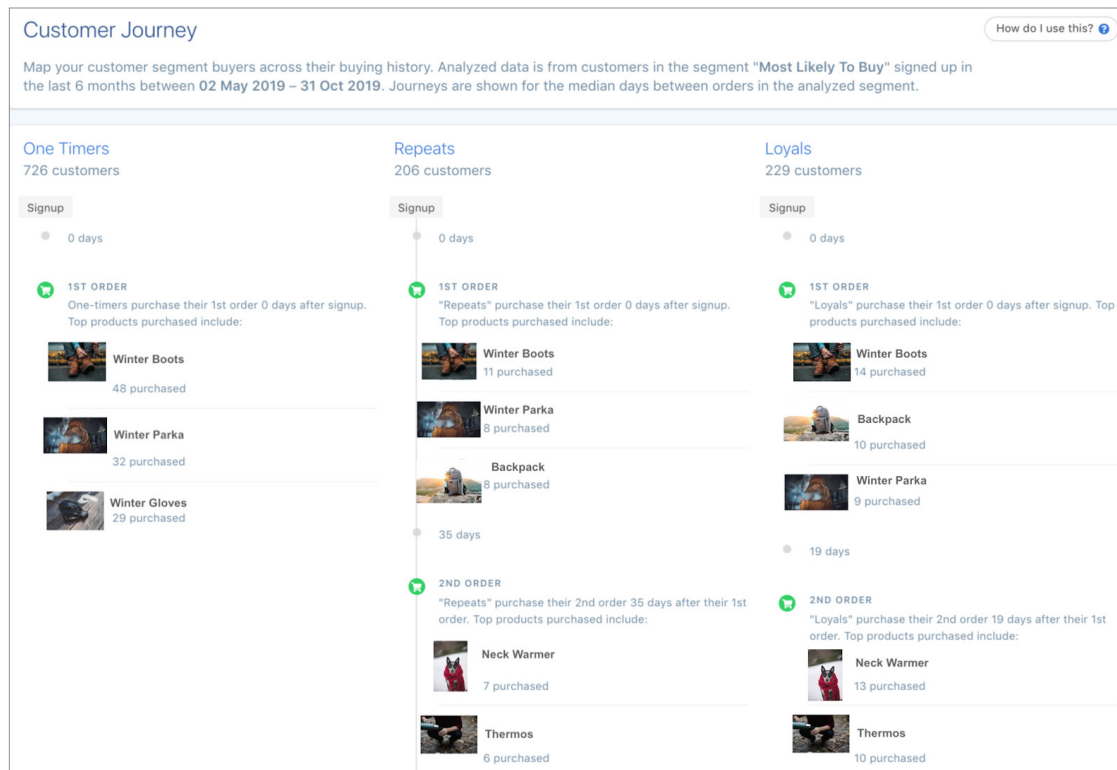 Customer Journey
How do I use this? ?
Map your customer segment buyers across their buying history. Analyzed data is from customers in the segment "Most Likely To Buy" signed up in
the last 6 months between 02 May 2019 – 31 Oct 2019. Journeys are shown for the median days between orders in the analyzed segment.
One Timers
726 customers
Signup
0 days
1ST ORDER
One-timers purchase their 1st order 0 days after signup.
Top products purchased include:
Winter Boots
48 purchased
Winter Parka
32 purchased
Winter Gloves
29 purchased
Repeats
206 customers
Signup
0 days
1ST ORDER
"Repeats" purchase their 1st order 0 days after signup.
Top products purchased include:
Winter Boots
11 purchased
Winter Parka
8 purchased
Backpack
8 purchased
35 days
2ND ORDER
"Repeats" purchase their 2nd order 35 days after their 1st
order. Top products purchased include:
Neck Warmer
7 purchased
Thermos
6 purchased
Loyals
229 customers
Signup
0 days
1ST ORDER
"Loyals" purchase their 1st order 0 days after signup. Top
products purchased include:
Winter Boots
14 purchased
Backpack
10 purchased
Winter Parka
9 purchased
19 days
2ND ORDER
"Loyals" purchase their 2nd order 19 days after their 1st
order. Top products purchased include:
Neck Warmer
13 purchased
Thermos
10 purchased